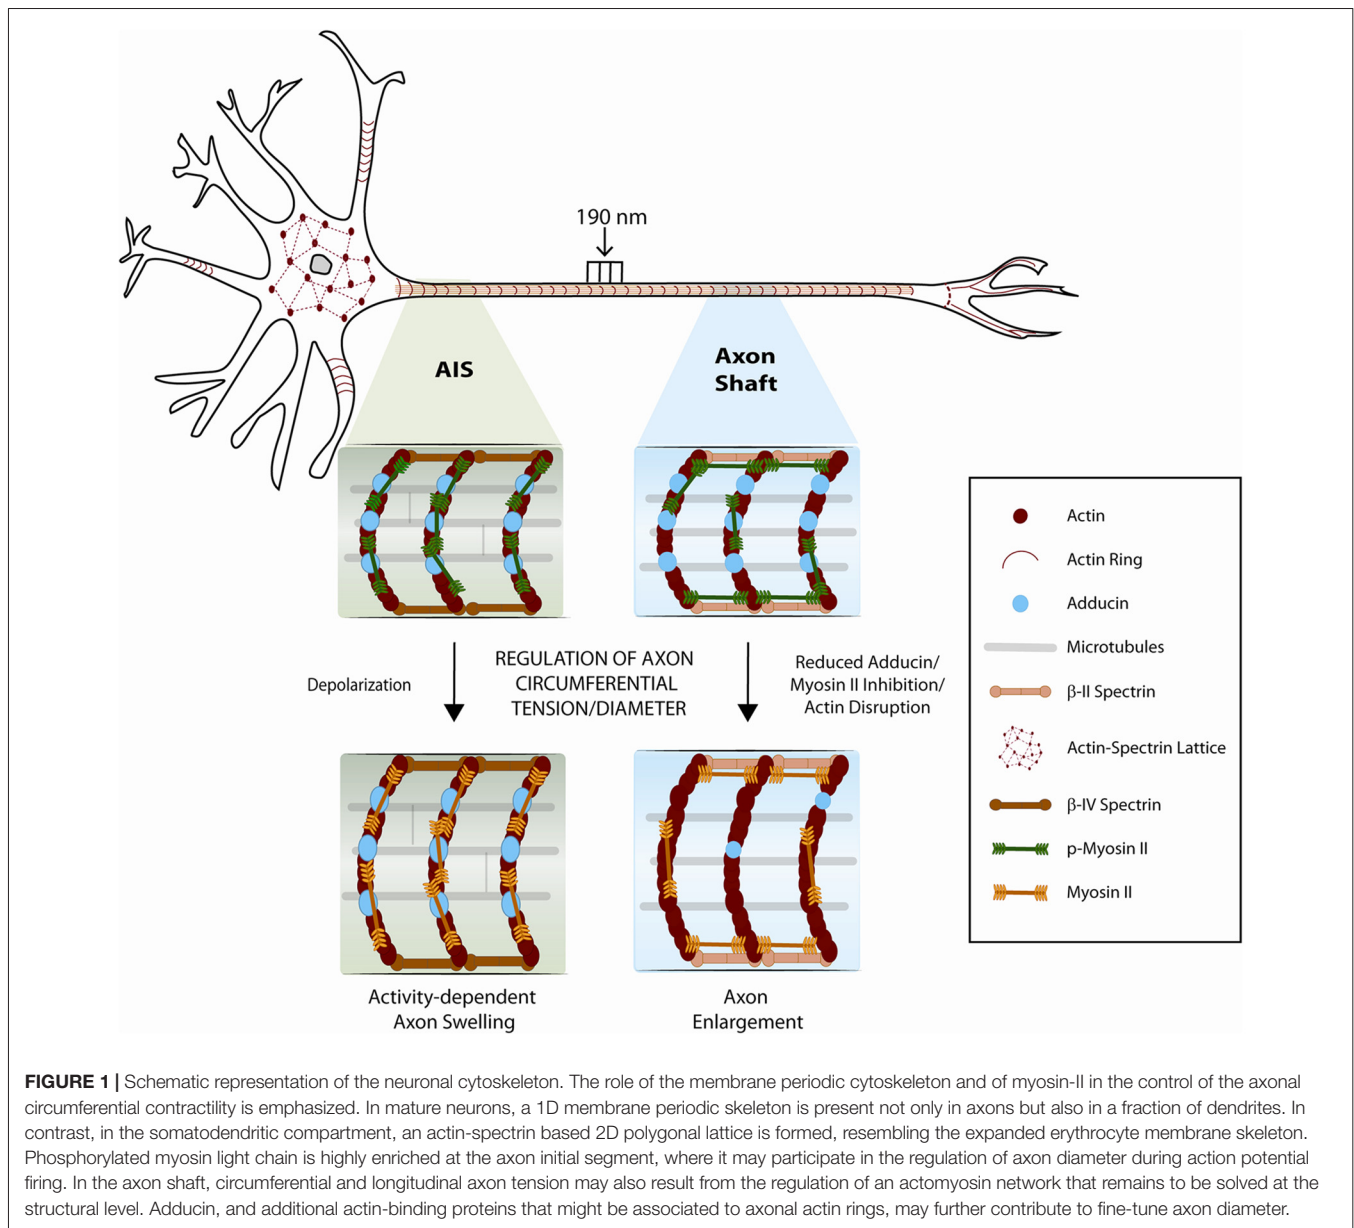 190 nm
AIS
Axon
Shaft
Depolarization
REGULATION OF AXON
CIRCUMFERENTIAL
TENSION/DIAMETER
Reduced Adducin/
Myosin II Inhibition/
Actin Disruption
Activity-dependent
Axon Swelling
Axon
Enlargement
Actin
Actin Ring
Adducin
Microtubules
β-II Spectrin
Actin-Spectrin Lattice
β-IV Spectrin
p-Myosin II
Myosin II
FIGURE 1 | Schematic representation of the neuronal cytoskeleton. The role of the membrane periodic cytoskeleton and of myosin-II in the control of the axonal
circumferential contractility is emphasized. In mature neurons, a 1D membrane periodic skeleton is present not only in axons but also in a fraction of dendrites. In
contrast, in the somatodendritic compartment, an actin-spectrin based 2D polygonal lattice is formed, resembling the expanded erythrocyte membrane skeleton.
Phosphorylated myosin light chain is highly enriched at the axon initial segment, where it may participate in the regulation of axon diameter during action potential
firing. In the axon shaft, circumferential and longitudinal axon tension may also result from the regulation of an actomyosin network that remains to be solved at the
structural level. Adducin, and additional actin-binding proteins that might be associated to axonal actin rings, may further contribute to fine-tune axon diameter.